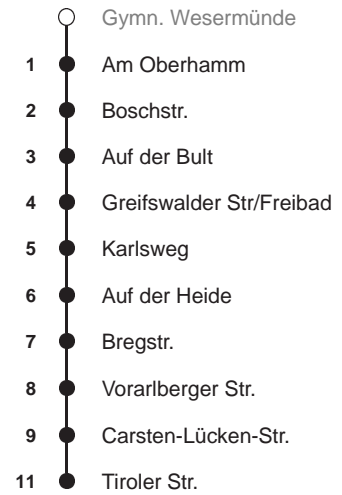 Gymn. Wesermünde
1 Am Oberhamm
2 Boschstr.
3 Auf der Bult
4 Greifswalder Str/Freibad
5 Karlsweg
6 Auf der Heide
7 Bregstr.
8 Vorarlberger Str.
9 Carsten-Lücken-Str.
11 Tiroler Str.